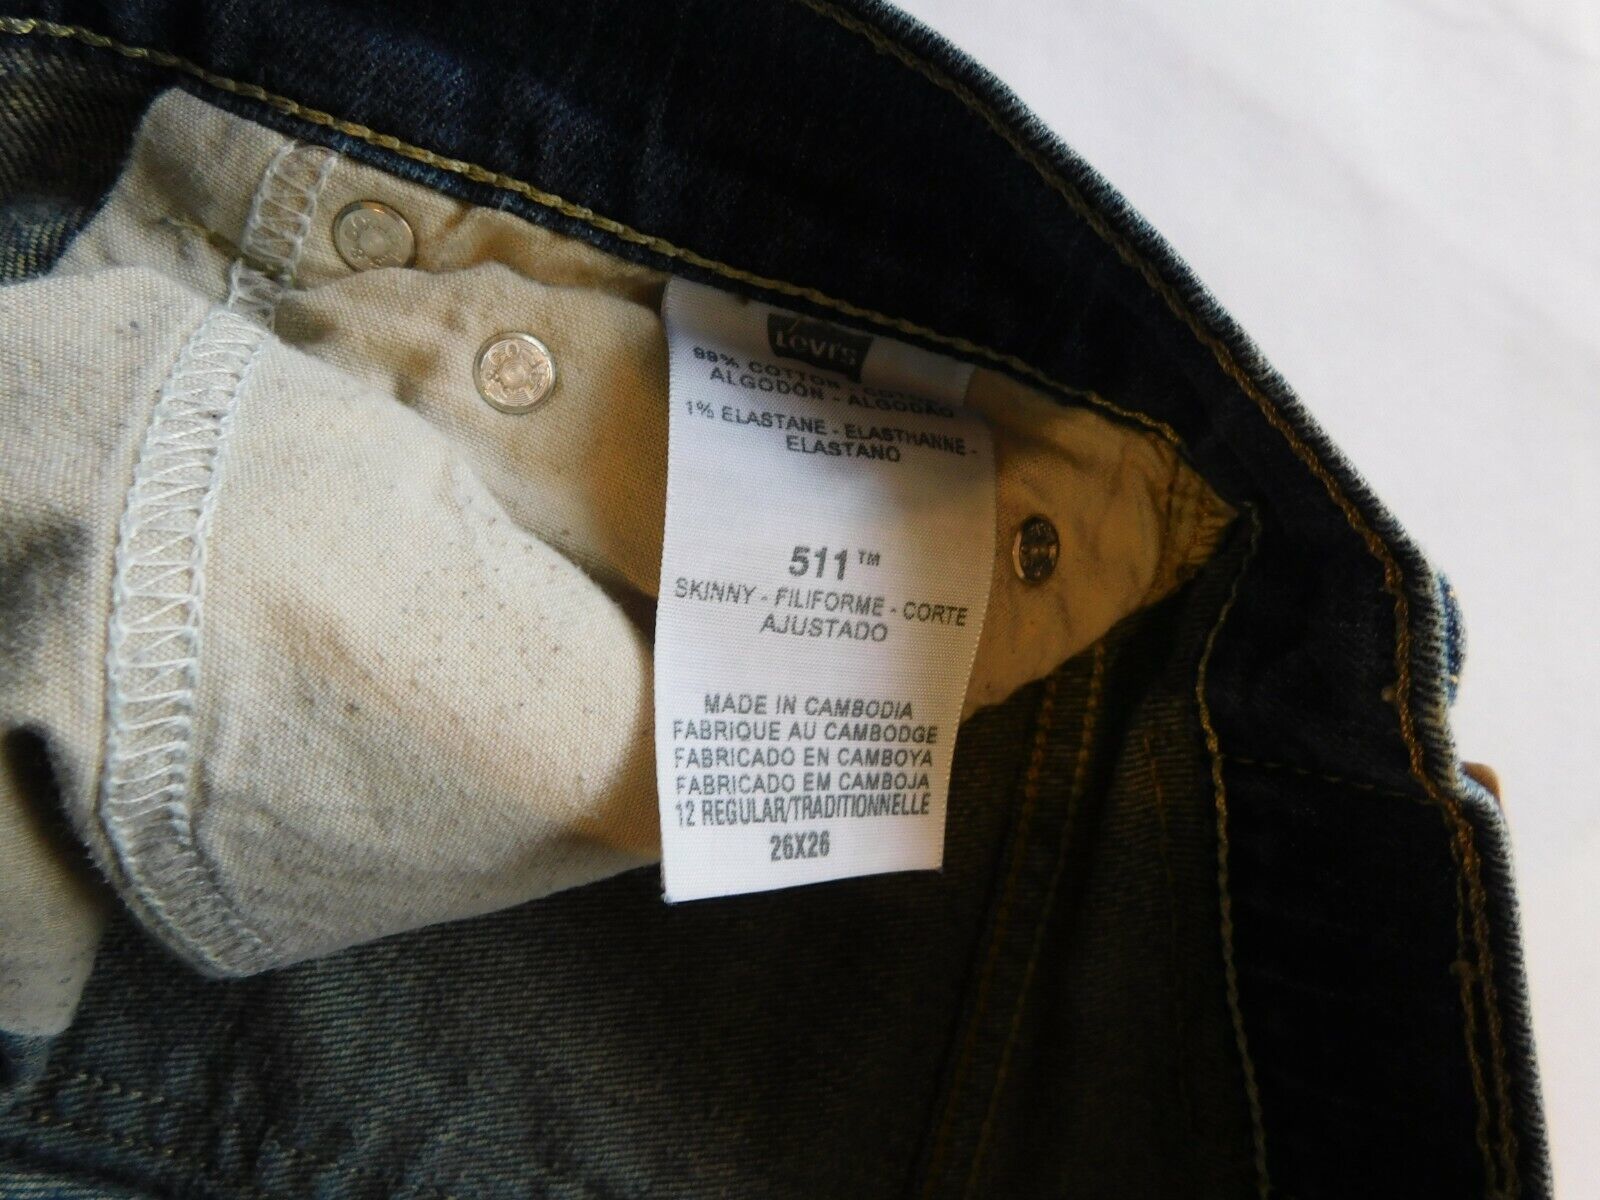 Levi's
99% COTTON - COTON
ALGODÓN - ALGODÃO
1% ELASTANE - ELASTHANNE -
ELASTANO
511™
SKINNY - FILIFORME - CORTE
AJUSTADO
MADE IN CAMBODIA
FABRIQUE AU CAMBODGE
FABRICADO EN CAMBOYA
FABRICADO EM CAMBOJA
12 REGULAR/TRADITIONNELLE
26X26